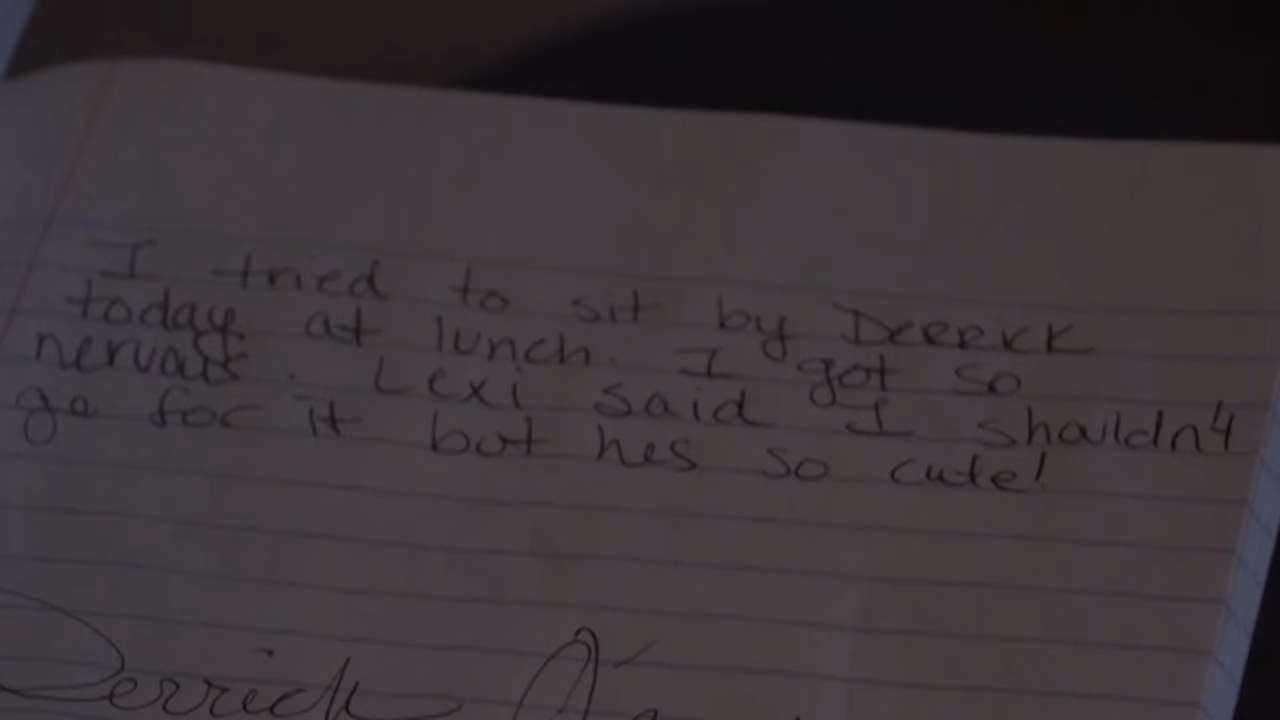 I tried to sit by Derrick
today at lunch. I got so
nervous. Lexi said I shouldn't
go for it but hes so cute!
Derrick